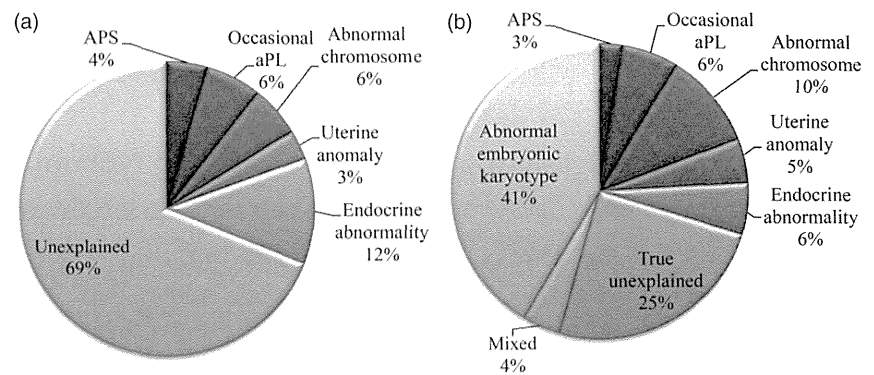 (a)
APS
4%
Occasional
aPL
6%
Abnormal
chromosome
6%
Uterine
anomaly
3%
Endocrine
abnormality
12%
Unexplained
69%
(b)
APS
3%
Occasional
aPL
6%
Abnormal
chromosome
10%
Uterine
anomaly
5%
Endocrine
abnormality
6%
True
unexplained
25%
Mixed
4%
Abnormal
embryonic
karyotype
41%